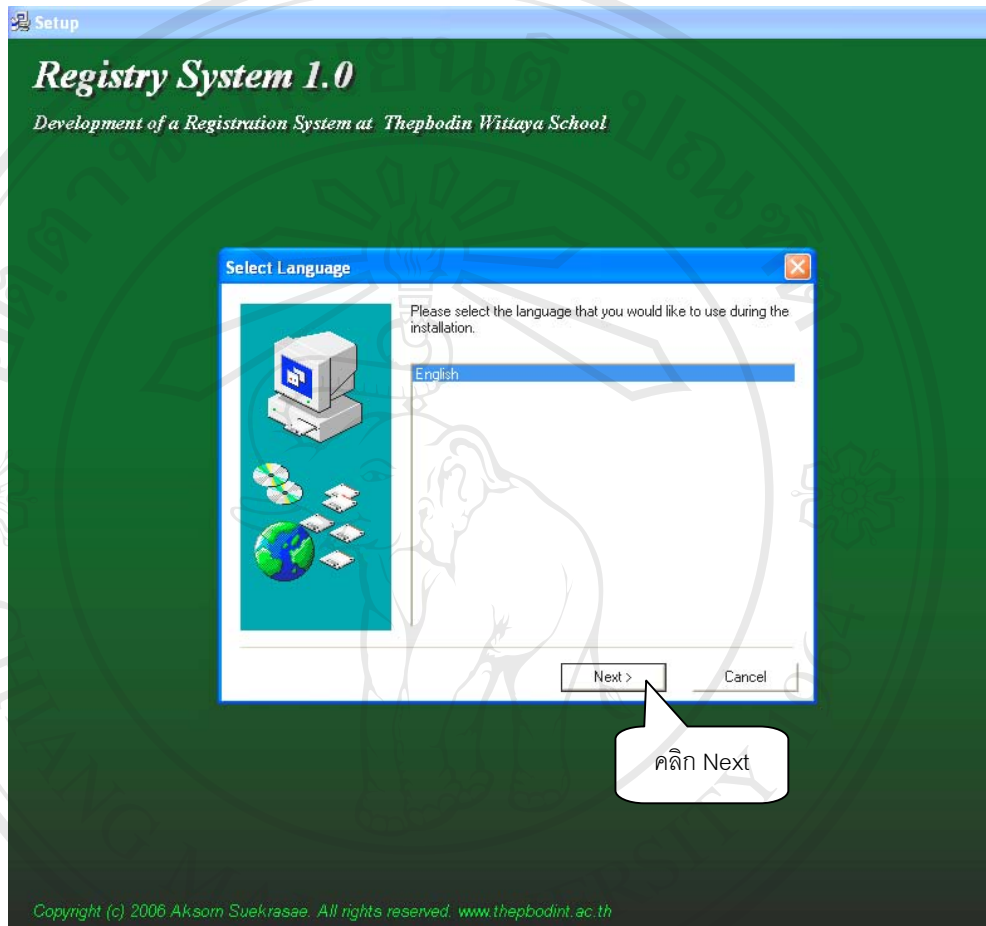 Setup
Registry System 1.0
Development of a Registration System at Thepbodin Wittaya School
Select Language
Please select the language that you would like to use during the
installation.
English
Next >
Cancel
คลิก Next
Copyright (c) 2006 Aksorn Suekrasae. All rights reserved. www.thepbodint.ac.th